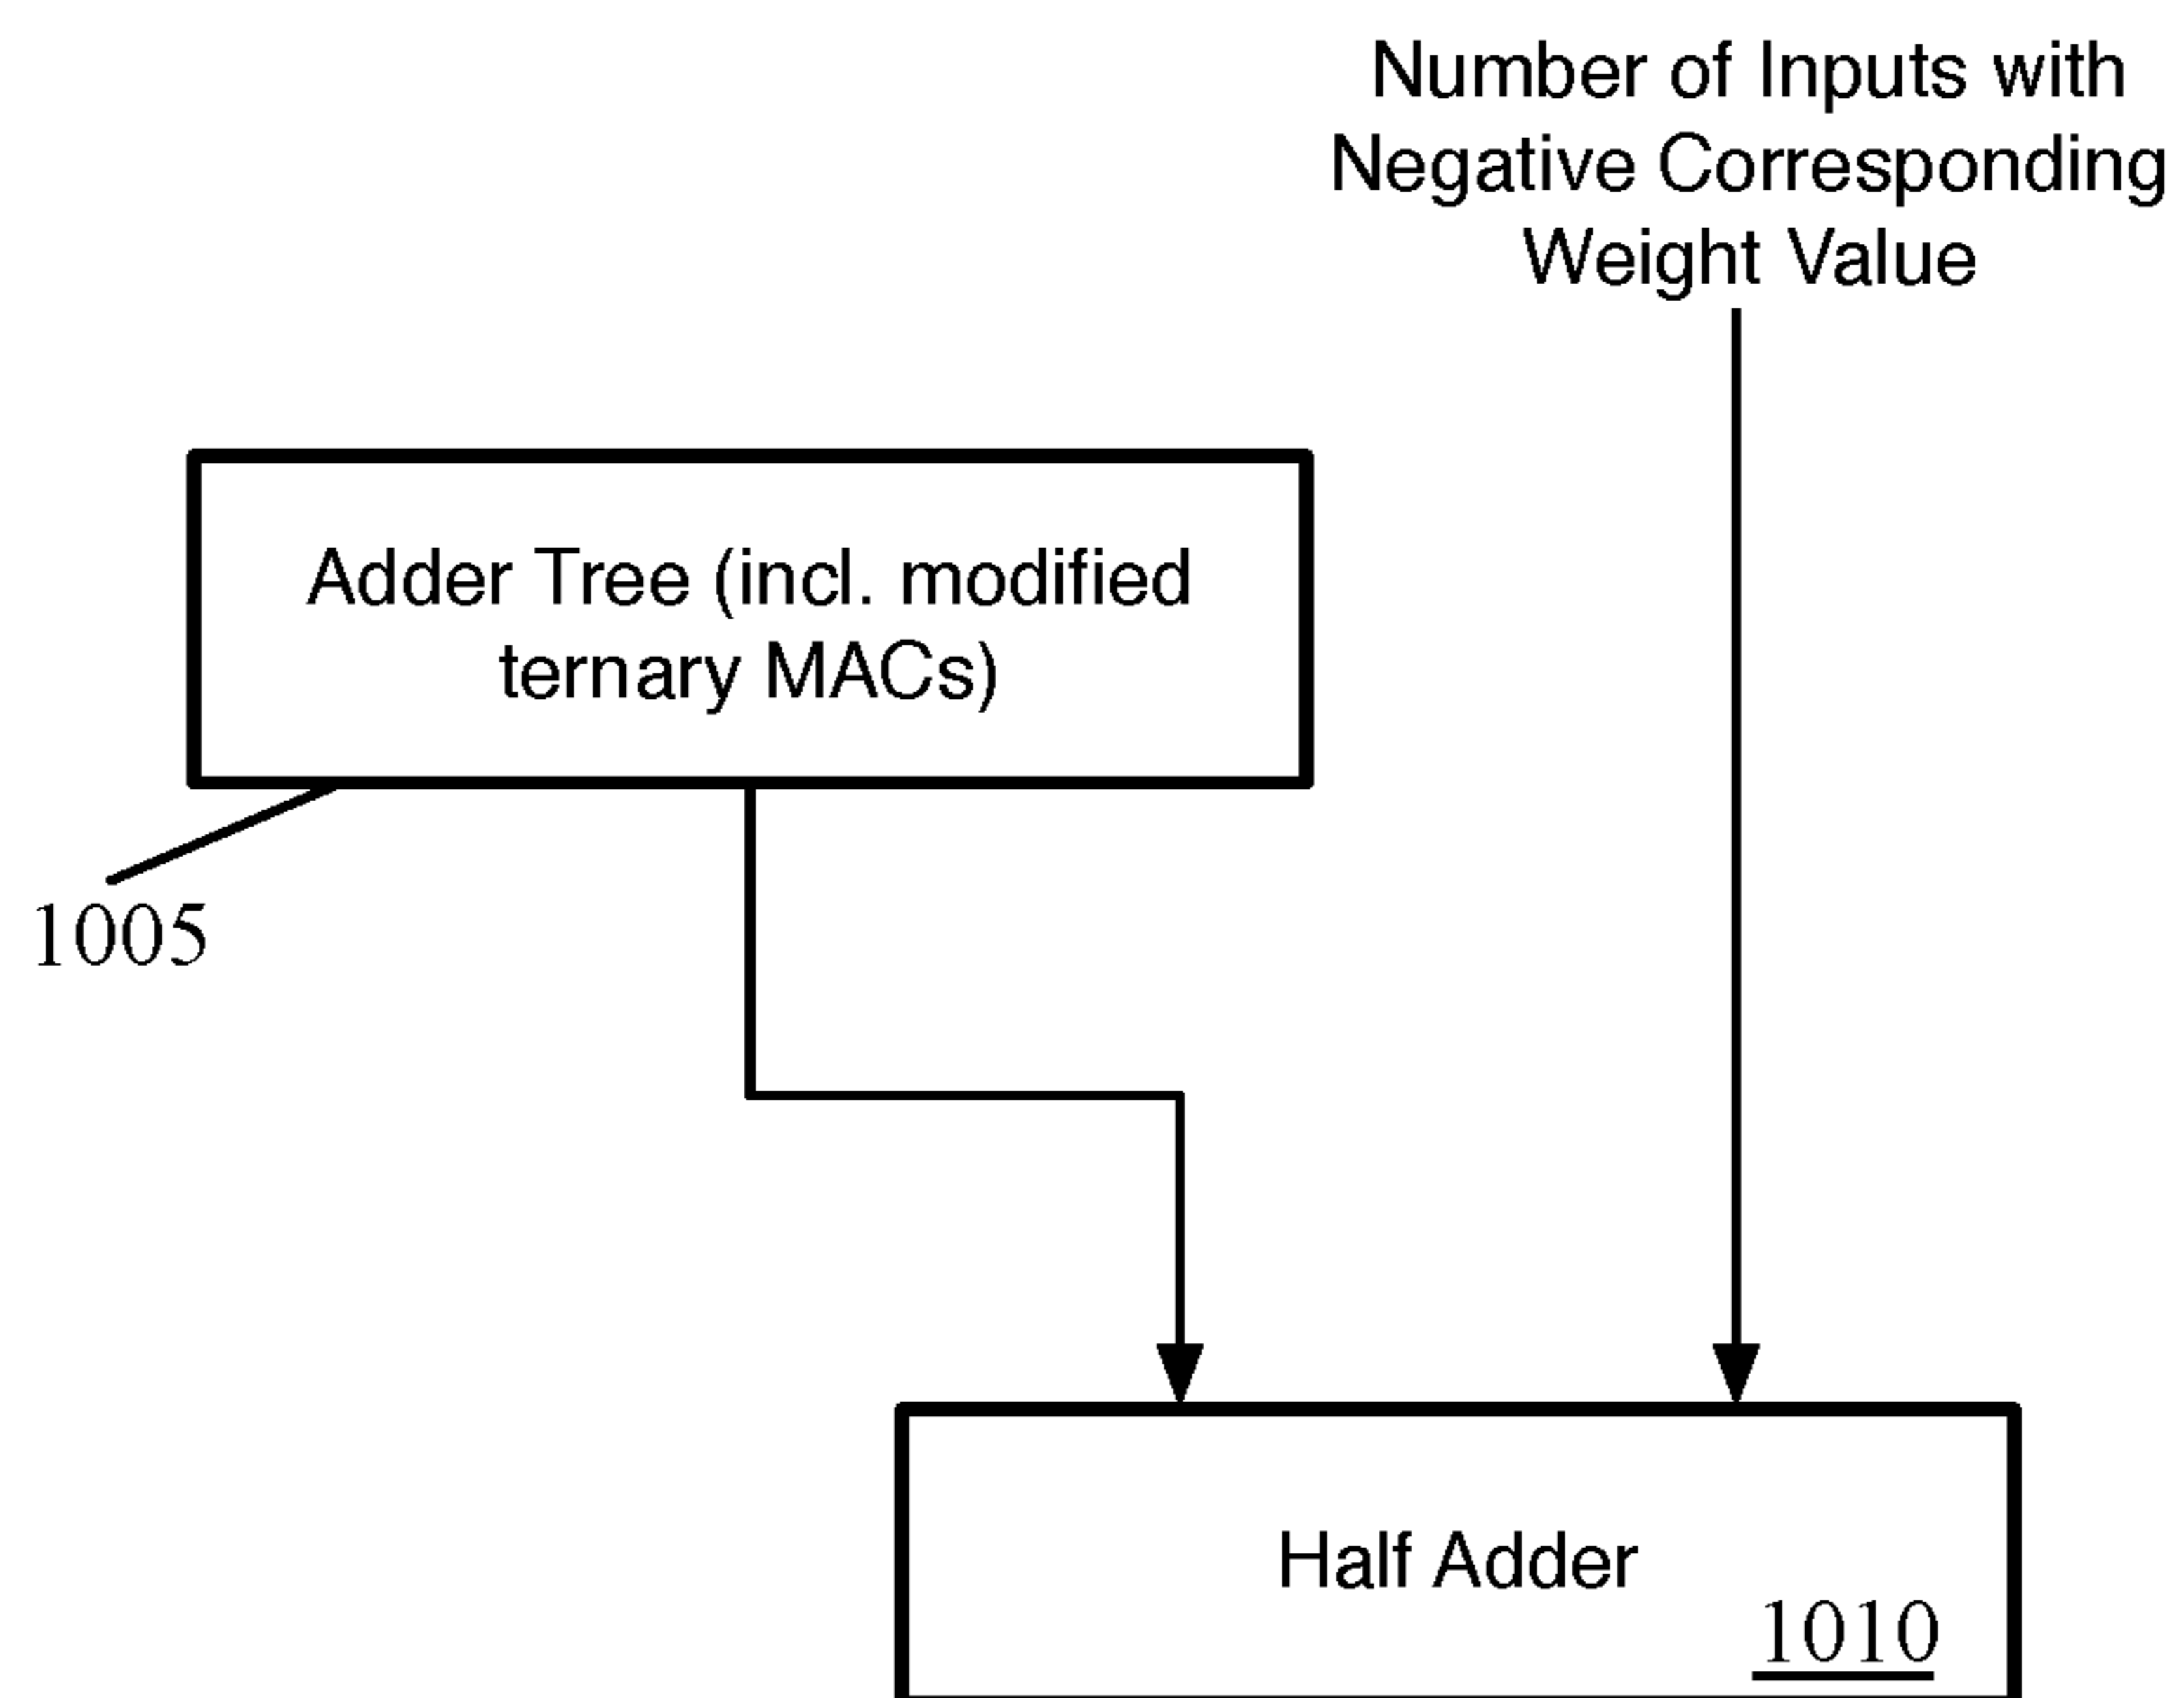 Number of Inputs with
Negative Corresponding
Weight Value
Adder Tree (incl. modified
ternary MACs)
1005
Half Adder
1010